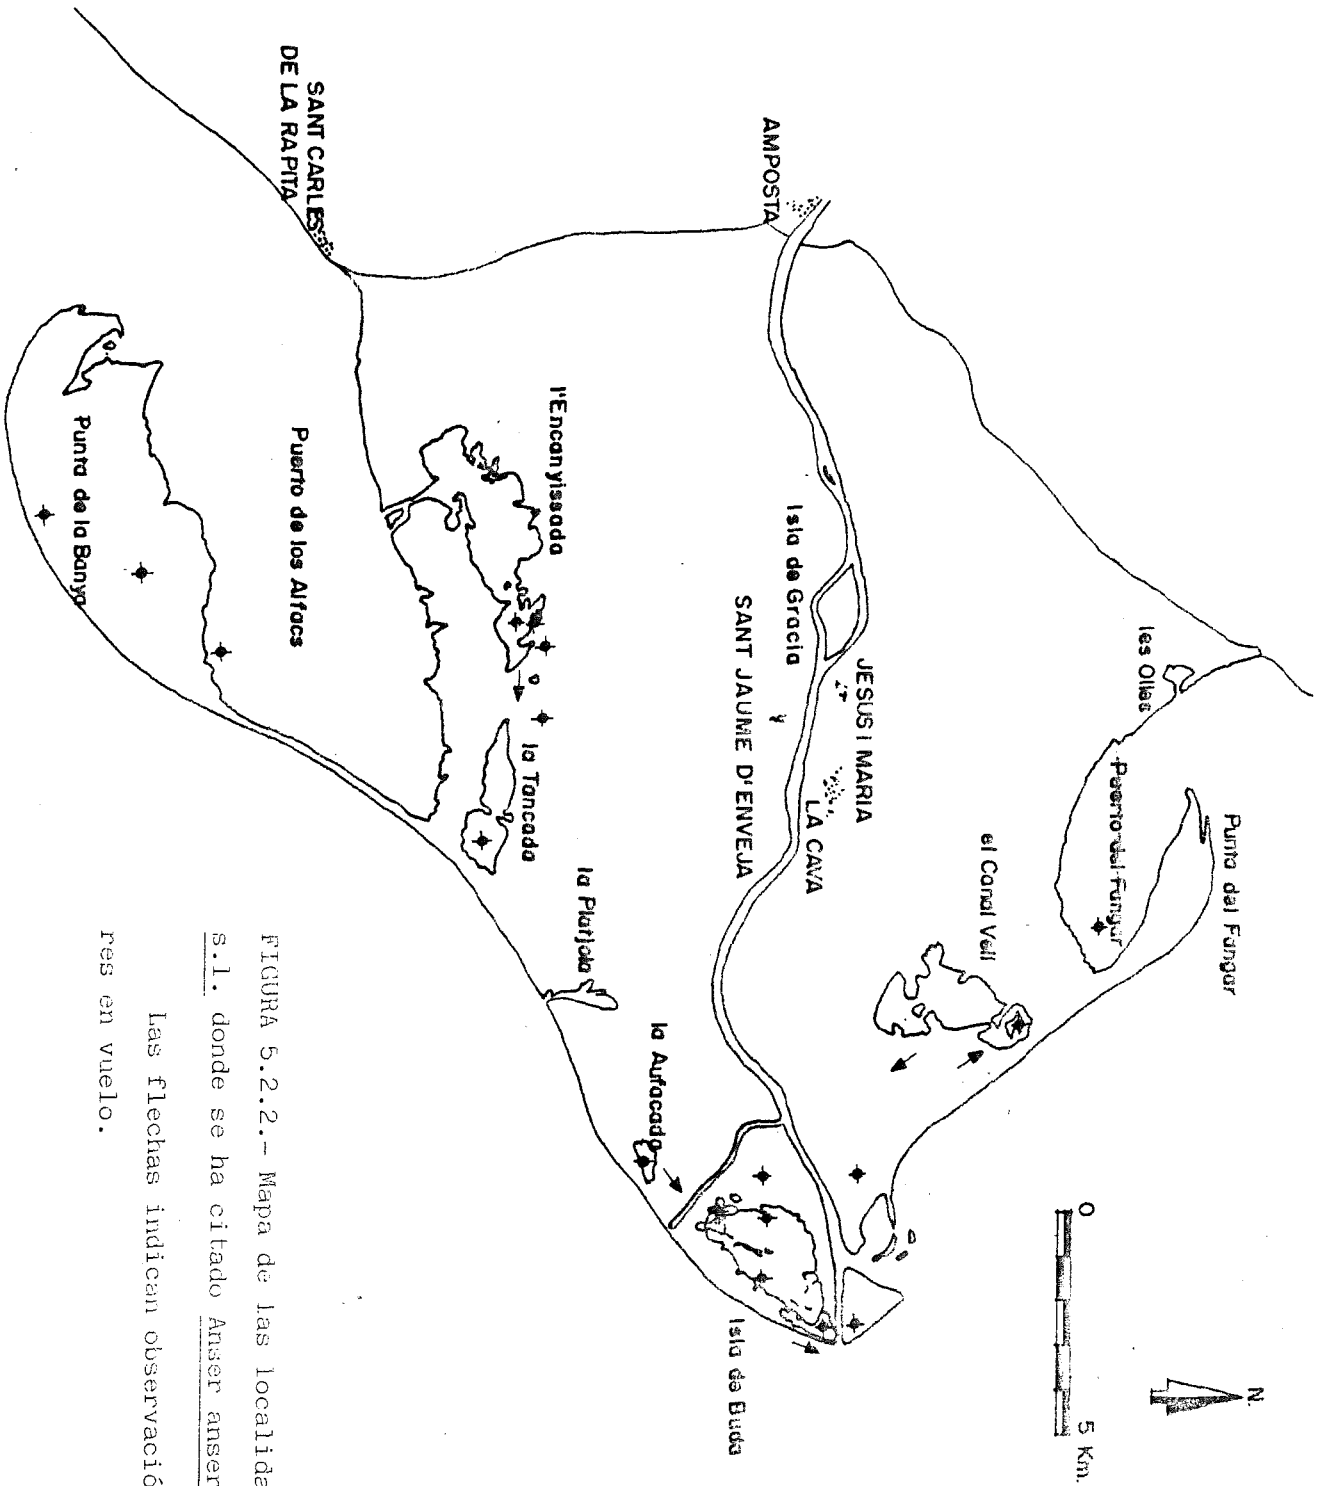 N.
0 5 Km.
Punta del Fangar
Puerto del Fangar
les Olles
el Canal Vell
JESUS I MARIA
LA CAVA
AMPOSTA
Isla de Gracia
SANT JAUME D'ENVEJA
Isla de Buda
la Aufacada
la Platjola
l'Encanyissada
la Tancada
SANT CARLES
DE LA RAPITA
Puerto de los Alfacs
Punta de la Banya
FIGURA 5.2.2.- Mapa de las localida
s.l. donde se ha citado Anser anser
Las flechas indican observació
res en vuelo.